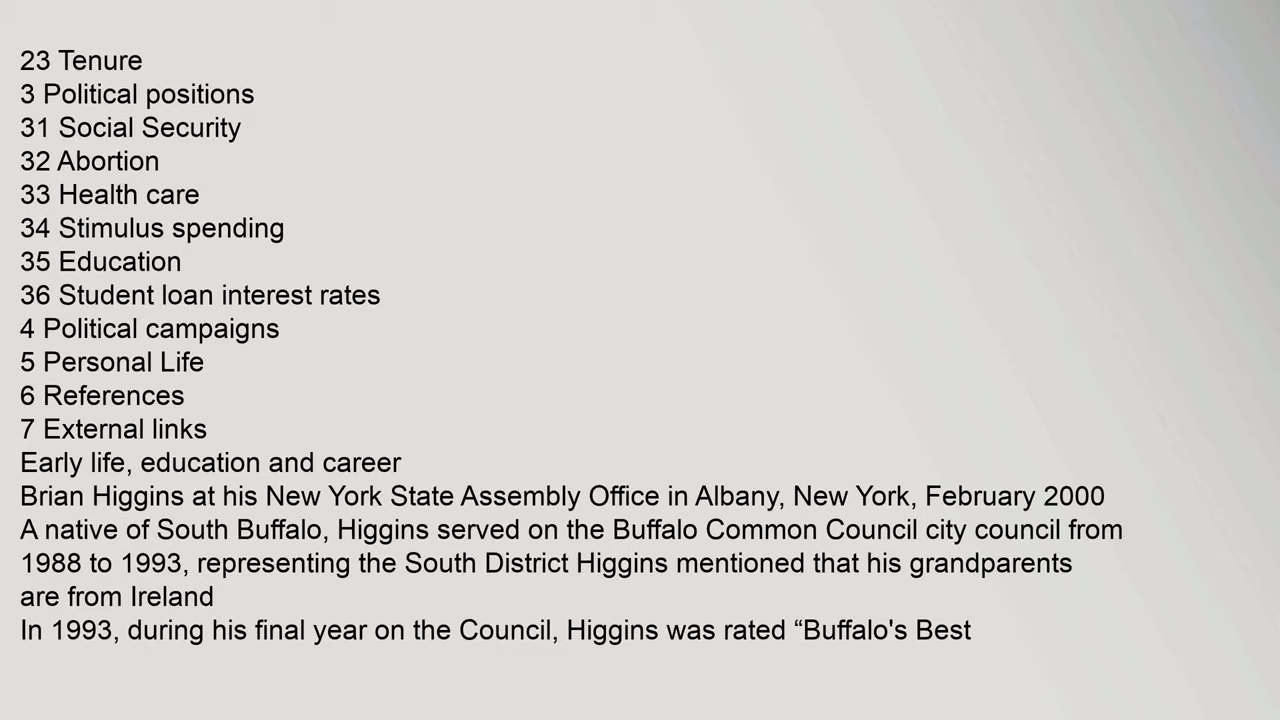 23 Tenure
3 Political positions
31 Social Security
32 Abortion
33 Health care
34 Stimulus spending
35 Education
36 Student loan interest rates
4 Political campaigns
5 Personal Life
6 References
7 External links
Early life, education and career
Brian Higgins at his New York State Assembly Office in Albany, New York, February 2000
A native of South Buffalo, Higgins served on the Buffalo Common Council city council from
1988 to 1993, representing the South District Higgins mentioned that his grandparents
are from Ireland
In 1993, during his final year on the Council, Higgins was rated “Buffalo's Best